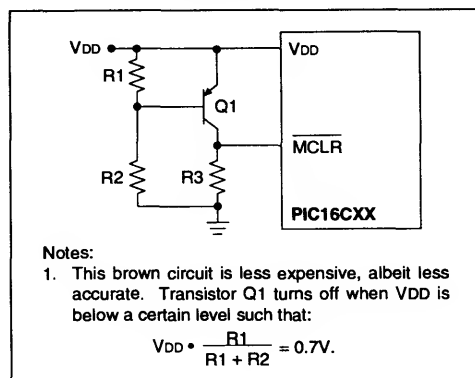 VDD
VDD
R1
Q1
MCLR
R2
R3
PIC16CXX
Notes:
1. This brown circuit is less expensive, albeit less
accurate. Transistor Q1 turns off when VDD is
below a certain level such that:
VDD • R1 / R1 + R2 = 0.7V.